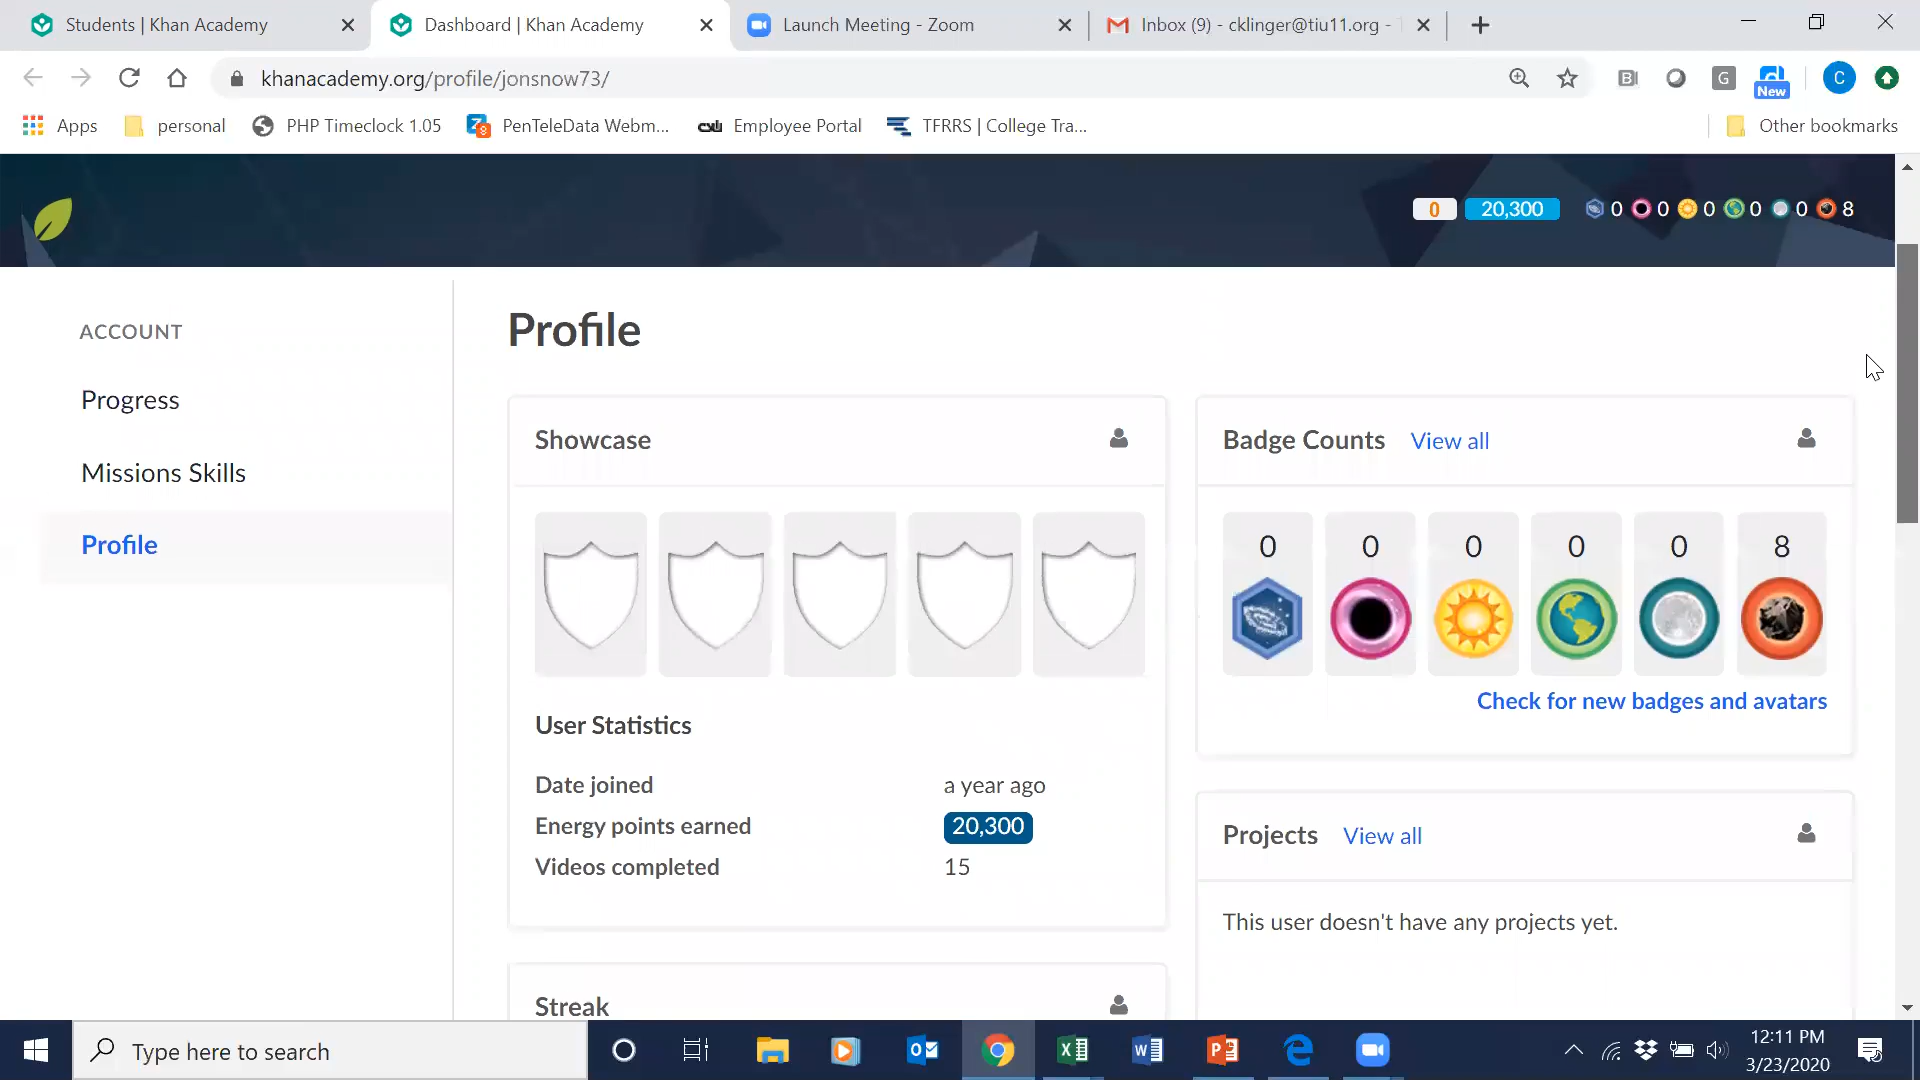 Students | Khan Academy
Dashboard | Khan Academy
Launch Meeting - Zoom
Inbox (9) - cklinger@tiu11.org -
khanacademy.org/profile/jonsnow73/
B!
G
New
C
Apps
personal
PHP Timeclock 1.05
PenTeleData Webm...
csiu
Employee Portal
TFRRS | College Tra...
Other bookmarks
0 20,300 0 0 0 0 0 8
ACCOUNT
Progress
Missions Skills
Profile
Profile
Showcase
User Statistics
Date joined a year ago
Energy points earned 20,300
Videos completed 15
Streak
Badge Counts View all
0 0 0 0 0 8
Check for new badges and avatars
Projects View all
This user doesn't have any projects yet.
Type here to search
12:11 PM
3/23/2020